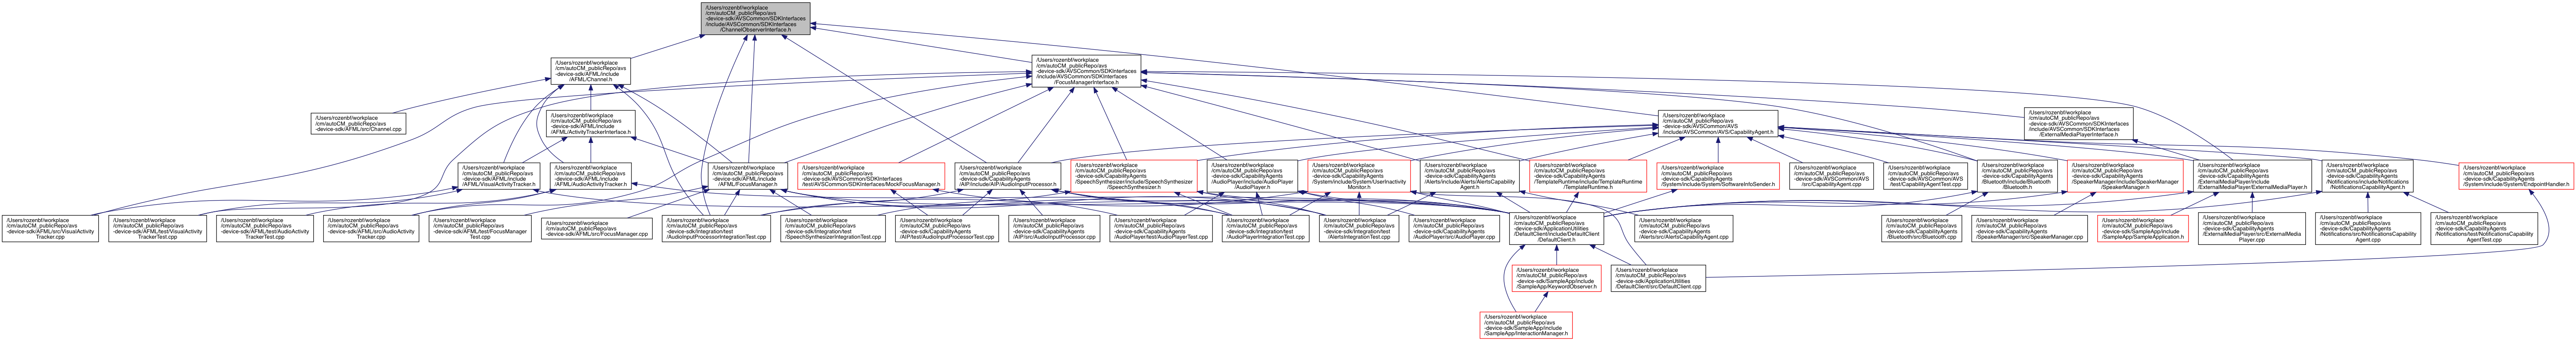 /Users/rozenbf/workplace
/cm/autoCM_publicRepo/avs
-device-sdk/AVSCommon/SDKInterfaces
/include/AVSCommon/SDKInterfaces
/ChannelObserverInterface.h
/Users/rozenbf/workplace
/cm/autoCM_publicRepo/avs
-device-sdk/AFML/include
/AFML/Channel.h
/Users/rozenbf/workplace
/cm/autoCM_publicRepo/avs
-device-sdk/AVSCommon/SDKInterfaces
/include/AVSCommon/SDKInterfaces
/FocusManagerInterface.h
/Users/rozenbf/workplace
/cm/autoCM_publicRepo/avs
-device-sdk/AFML/src/Channel.cpp
/Users/rozenbf/workplace
/cm/autoCM_publicRepo/avs
-device-sdk/AFML/include
/AFML/ActivityTrackerInterface.h
/Users/rozenbf/workplace
/cm/autoCM_publicRepo/avs
-device-sdk/AVSCommon/AVS
/include/AVSCommon/AVS/CapabilityAgent.h
/Users/rozenbf/workplace
/cm/autoCM_publicRepo/avs
-device-sdk/AVSCommon/SDKInterfaces
/include/AVSCommon/SDKInterfaces
/ExternalMediaPlayerInterface.h
/Users/rozenbf/workplace
/cm/autoCM_publicRepo/avs
-device-sdk/AFML/include
/AFML/VisualActivityTracker.h
/Users/rozenbf/workplace
/cm/autoCM_publicRepo/avs
-device-sdk/AFML/include
/AFML/AudioActivityTracker.h
/Users/rozenbf/workplace
/cm/autoCM_publicRepo/avs
-device-sdk/AFML/include
/AFML/FocusManager.h
/Users/rozenbf/workplace
/cm/autoCM_publicRepo/avs
-device-sdk/AVSCommon/SDKInterfaces
/test/AVSCommon/SDKInterfaces/MockFocusManager.h
/Users/rozenbf/workplace
/cm/autoCM_publicRepo/avs
-device-sdk/CapabilityAgents
/AIP/include/AIP/AudioInputProcessor.h
/Users/rozenbf/workplace
/cm/autoCM_publicRepo/avs
-device-sdk/CapabilityAgents
/SpeechSynthesizer/include/SpeechSynthesizer
/SpeechSynthesizer.h
/Users/rozenbf/workplace
/cm/autoCM_publicRepo/avs
-device-sdk/CapabilityAgents
/AudioPlayer/include/AudioPlayer
/AudioPlayer.h
/Users/rozenbf/workplace
/cm/autoCM_publicRepo/avs
-device-sdk/CapabilityAgents
/System/include/System/UserInactivity
Monitor.h
/Users/rozenbf/workplace
/cm/autoCM_publicRepo/avs
-device-sdk/CapabilityAgents
/Alerts/include/Alerts/AlertsCapability
Agent.h
/Users/rozenbf/workplace
/cm/autoCM_publicRepo/avs
-device-sdk/CapabilityAgents
/TemplateRuntime/include/TemplateRuntime
/TemplateRuntime.h
/Users/rozenbf/workplace
/cm/autoCM_publicRepo/avs
-device-sdk/CapabilityAgents
/System/include/System/SoftwareInfoSender.h
/Users/rozenbf/workplace
/cm/autoCM_publicRepo/avs
-device-sdk/AVSCommon/AVS
/src/CapabilityAgent.cpp
/Users/rozenbf/workplace
/cm/autoCM_publicRepo/avs
-device-sdk/AVSCommon/AVS
/test/CapabilityAgentTest.cpp
/Users/rozenbf/workplace
/cm/autoCM_publicRepo/avs
-device-sdk/CapabilityAgents
/Bluetooth/include/Bluetooth
/Bluetooth.h
/Users/rozenbf/workplace
/cm/autoCM_publicRepo/avs
-device-sdk/CapabilityAgents
/SpeakerManager/include/SpeakerManager
/SpeakerManager.h
/Users/rozenbf/workplace
/cm/autoCM_publicRepo/avs
-device-sdk/CapabilityAgents
/ExternalMediaPlayer/include
/ExternalMediaPlayer/ExternalMediaPlayer.h
/Users/rozenbf/workplace
/cm/autoCM_publicRepo/avs
-device-sdk/CapabilityAgents
/Notifications/include/Notifications
/NotificationsCapabilityAgent.h
/Users/rozenbf/workplace
/cm/autoCM_publicRepo/avs
-device-sdk/CapabilityAgents
/System/include/System/EndpointHandler.h
/Users/rozenbf/workplace
/cm/autoCM_publicRepo/avs
-device-sdk/AFML/src/VisualActivity
Tracker.cpp
/Users/rozenbf/workplace
/cm/autoCM_publicRepo/avs
-device-sdk/AFML/test/VisualActivity
TrackerTest.cpp
/Users/rozenbf/workplace
/cm/autoCM_publicRepo/avs
-device-sdk/AFML/test/AudioActivity
TrackerTest.cpp
/Users/rozenbf/workplace
/cm/autoCM_publicRepo/avs
-device-sdk/AFML/src/AudioActivity
Tracker.cpp
/Users/rozenbf/workplace
/cm/autoCM_publicRepo/avs
-device-sdk/AFML/test/FocusManager
Test.cpp
/Users/rozenbf/workplace
/cm/autoCM_publicRepo/avs
-device-sdk/AFML/src/FocusManager.cpp
/Users/rozenbf/workplace
/cm/autoCM_publicRepo/avs
-device-sdk/Integration/test
/AudioInputProcessorIntegrationTest.cpp
/Users/rozenbf/workplace
/cm/autoCM_publicRepo/avs
-device-sdk/Integration/test
/SpeechSynthesizerIntegrationTest.cpp
/Users/rozenbf/workplace
/cm/autoCM_publicRepo/avs
-device-sdk/CapabilityAgents
/AIP/test/AudioInputProcessorTest.cpp
/Users/rozenbf/workplace
/cm/autoCM_publicRepo/avs
-device-sdk/CapabilityAgents
/AIP/src/AudioInputProcessor.cpp
/Users/rozenbf/workplace
/cm/autoCM_publicRepo/avs
-device-sdk/CapabilityAgents
/AudioPlayer/test/AudioPlayerTest.cpp
/Users/rozenbf/workplace
/cm/autoCM_publicRepo/avs
-device-sdk/Integration/test
/AudioPlayerIntegrationTest.cpp
/Users/rozenbf/workplace
/cm/autoCM_publicRepo/avs
-device-sdk/Integration/test
/AlertsIntegrationTest.cpp
/Users/rozenbf/workplace
/cm/autoCM_publicRepo/avs
-device-sdk/CapabilityAgents
/AudioPlayer/src/AudioPlayer.cpp
/Users/rozenbf/workplace
/cm/autoCM_publicRepo/avs
-device-sdk/ApplicationUtilities
/DefaultClient/include/DefaultClient
/DefaultClient.h
/Users/rozenbf/workplace
/cm/autoCM_publicRepo/avs
-device-sdk/CapabilityAgents
/Alerts/src/AlertsCapabilityAgent.cpp
/Users/rozenbf/workplace
/cm/autoCM_publicRepo/avs
-device-sdk/CapabilityAgents
/Bluetooth/src/Bluetooth.cpp
/Users/rozenbf/workplace
/cm/autoCM_publicRepo/avs
-device-sdk/CapabilityAgents
/SpeakerManager/src/SpeakerManager.cpp
/Users/rozenbf/workplace
/cm/autoCM_publicRepo/avs
-device-sdk/SampleApp/include
/SampleApp/SampleApplication.h
/Users/rozenbf/workplace
/cm/autoCM_publicRepo/avs
-device-sdk/CapabilityAgents
/ExternalMediaPlayer/src/ExternalMedia
Player.cpp
/Users/rozenbf/workplace
/cm/autoCM_publicRepo/avs
-device-sdk/CapabilityAgents
/Notifications/src/NotificationsCapability
Agent.cpp
/Users/rozenbf/workplace
/cm/autoCM_publicRepo/avs
-device-sdk/CapabilityAgents
/Notifications/test/NotificationsCapability
AgentTest.cpp
/Users/rozenbf/workplace
/cm/autoCM_publicRepo/avs
-device-sdk/SampleApp/include
/SampleApp/KeywordObserver.h
/Users/rozenbf/workplace
/cm/autoCM_publicRepo/avs
-device-sdk/ApplicationUtilities
/DefaultClient/src/DefaultClient.cpp
/Users/rozenbf/workplace
/cm/autoCM_publicRepo/avs
-device-sdk/SampleApp/include
/SampleApp/InteractionManager.h